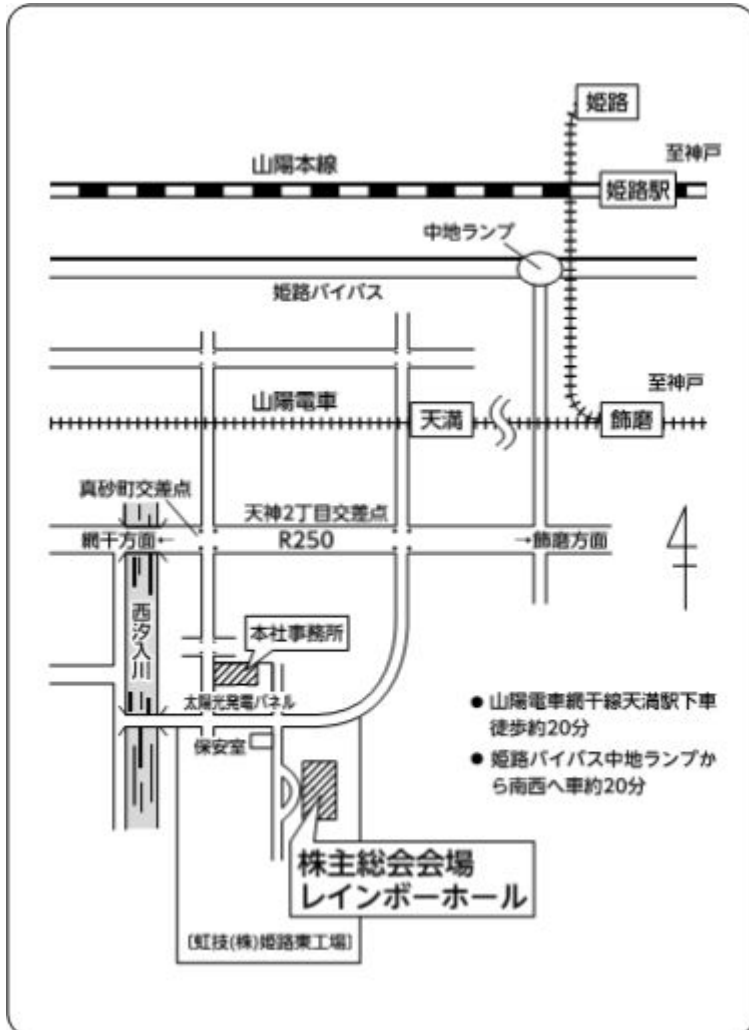 姫路
至神戸
山陽本線
姫路駅
中地ランプ
姫路バイパス
至神戸
山陽電車
天満
飾磨
真砂町交差点
天神2丁目交差点
網干方面←
R250
→飾磨方面
西汐入川
本社事務所
太陽光発電パネル
保安室
● 山陽電車網干線天満駅下車
徒歩約20分
● 姫路バイパス中地ランプか
ら南西へ車約20分
株主総会会場
レインボーホール
〔虹技(株)姫路東工場〕